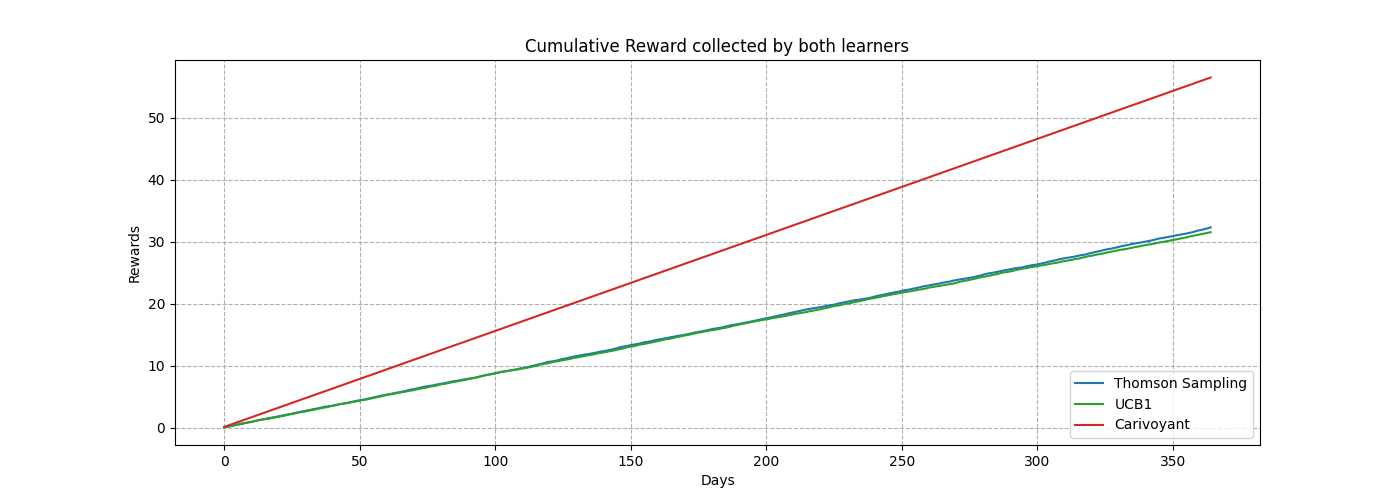 Cumulative Reward collected by both learners
50
40
30
20
10
0
Rewards
Thomson Sampling
UCB1
Carivoyant
0 50 100 150 200 250 300 350
Days